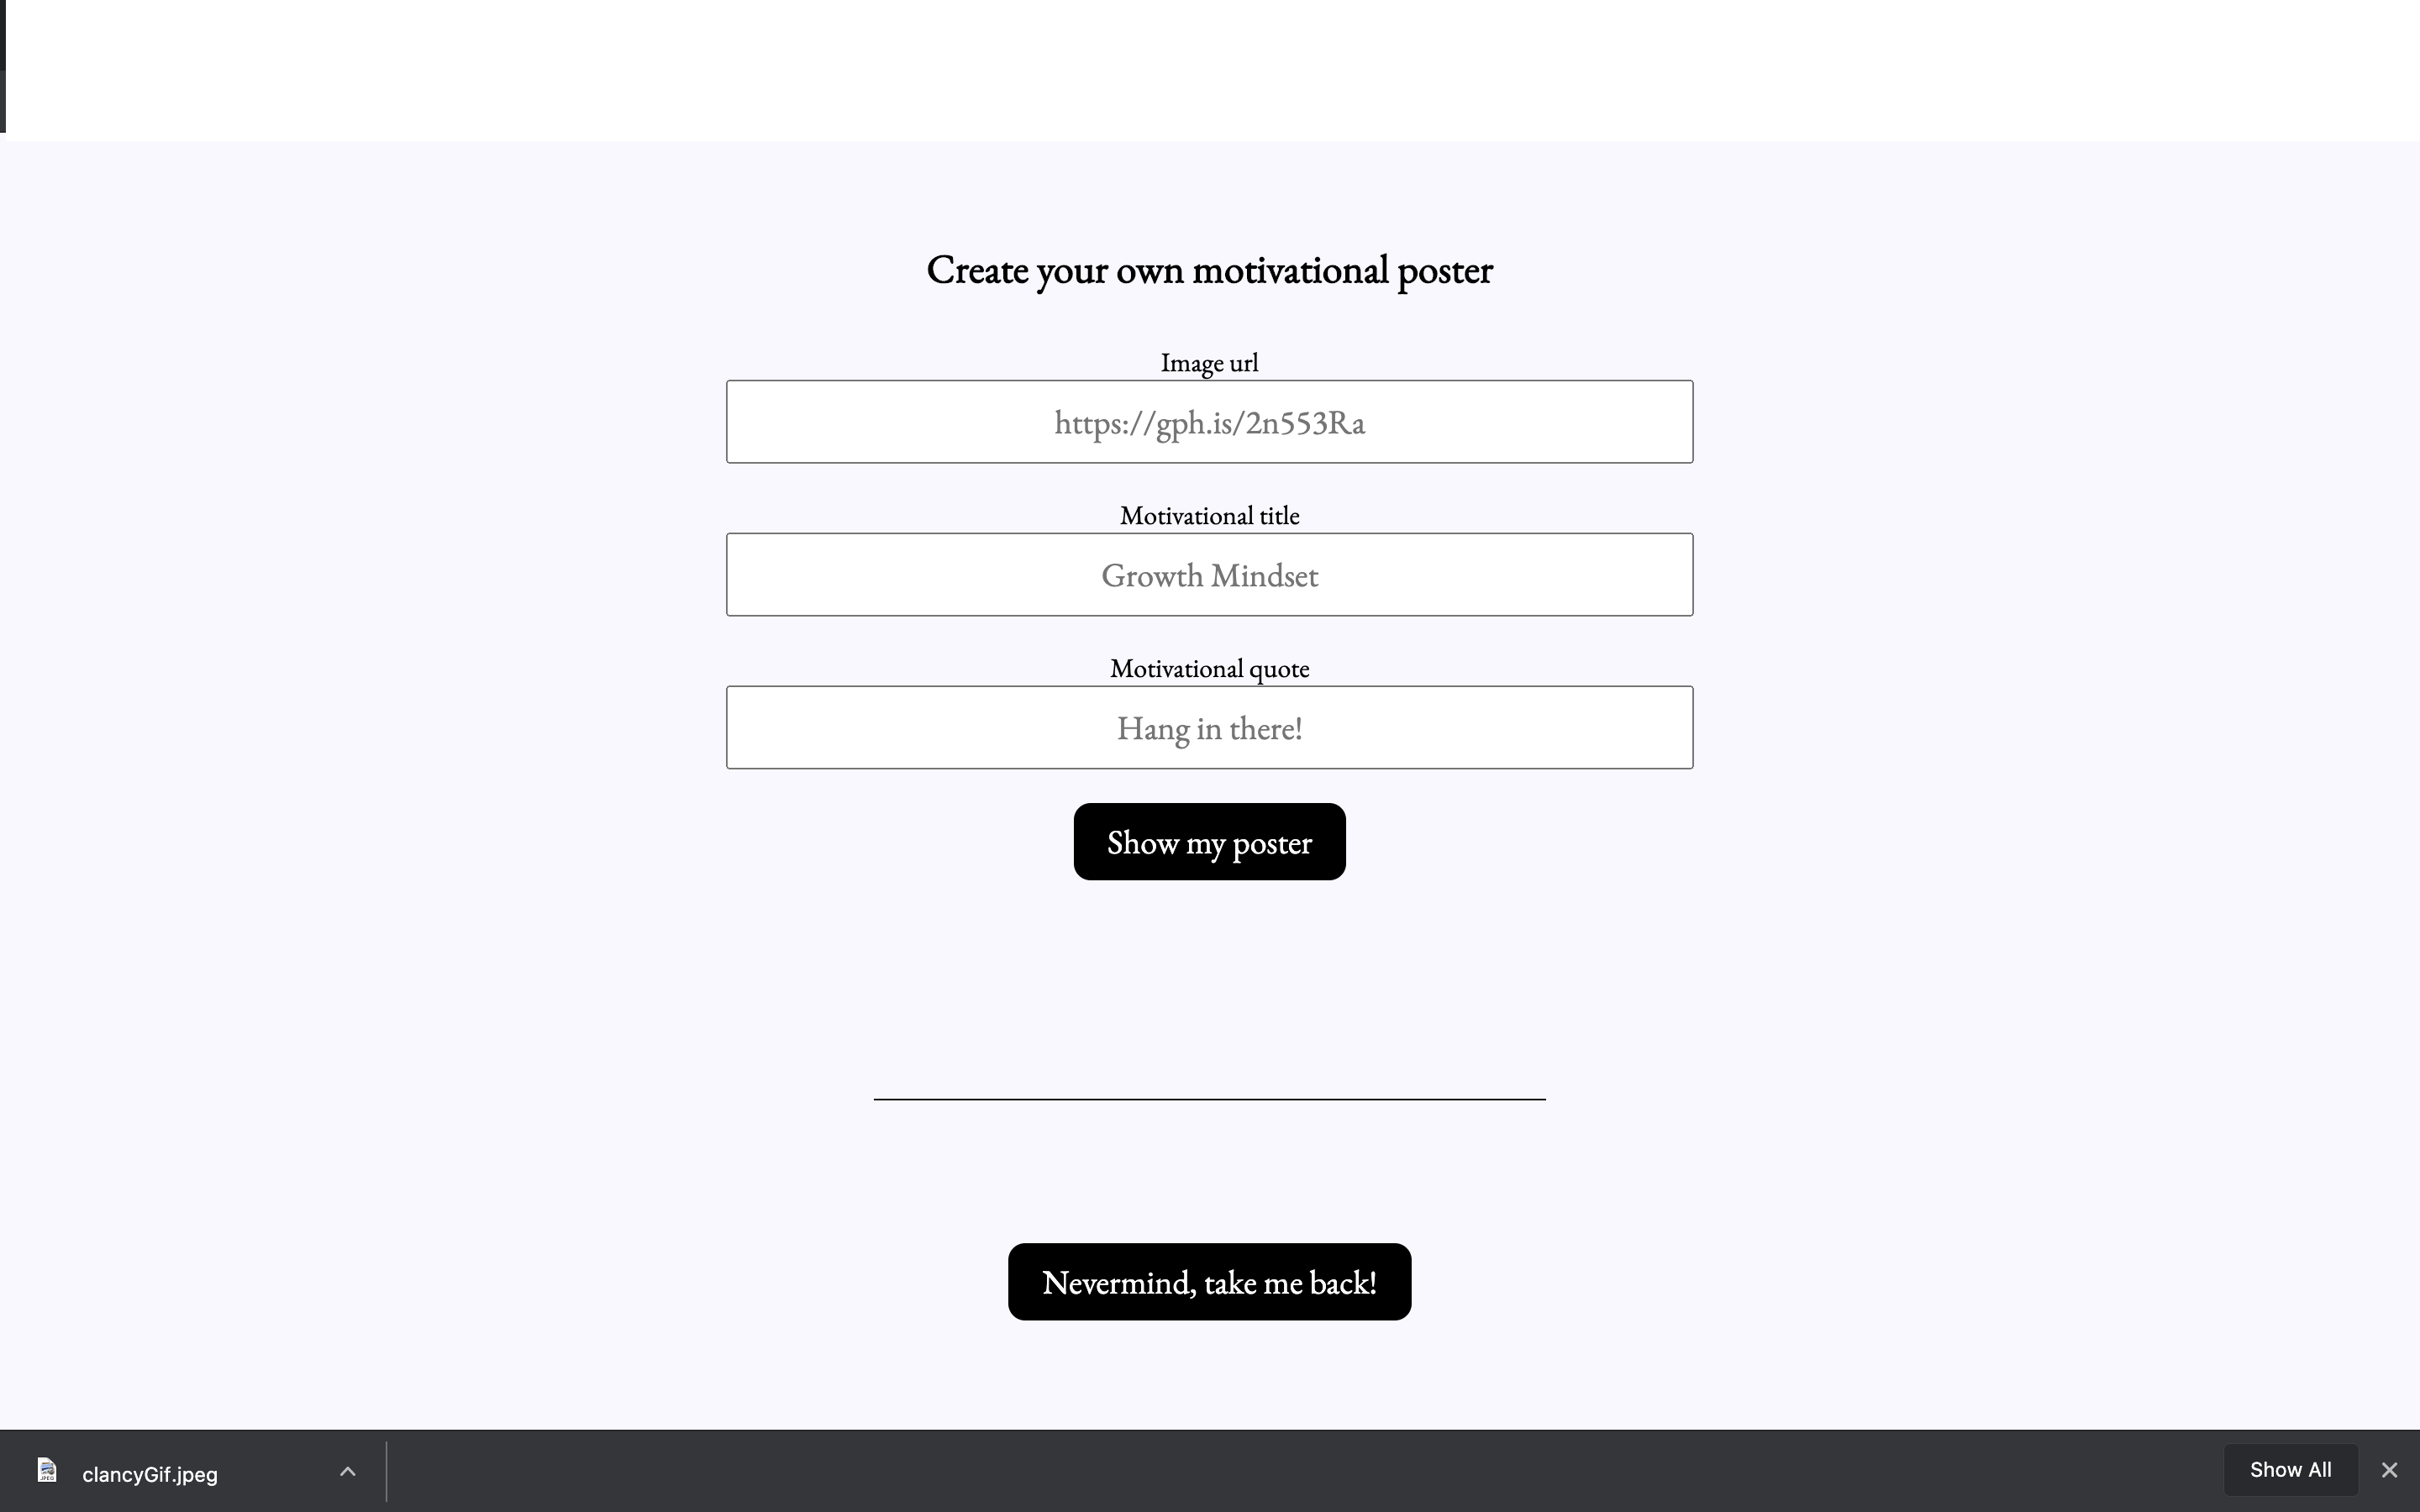 Create your own motivational poster
Image url
https://gph.is/2n553Ra
Motivational title
Growth Mindset
Motivational quote
Hang in there!
Show my poster
Nevermind, take me back!
JPEG
clancyGif.jpeg
Show All